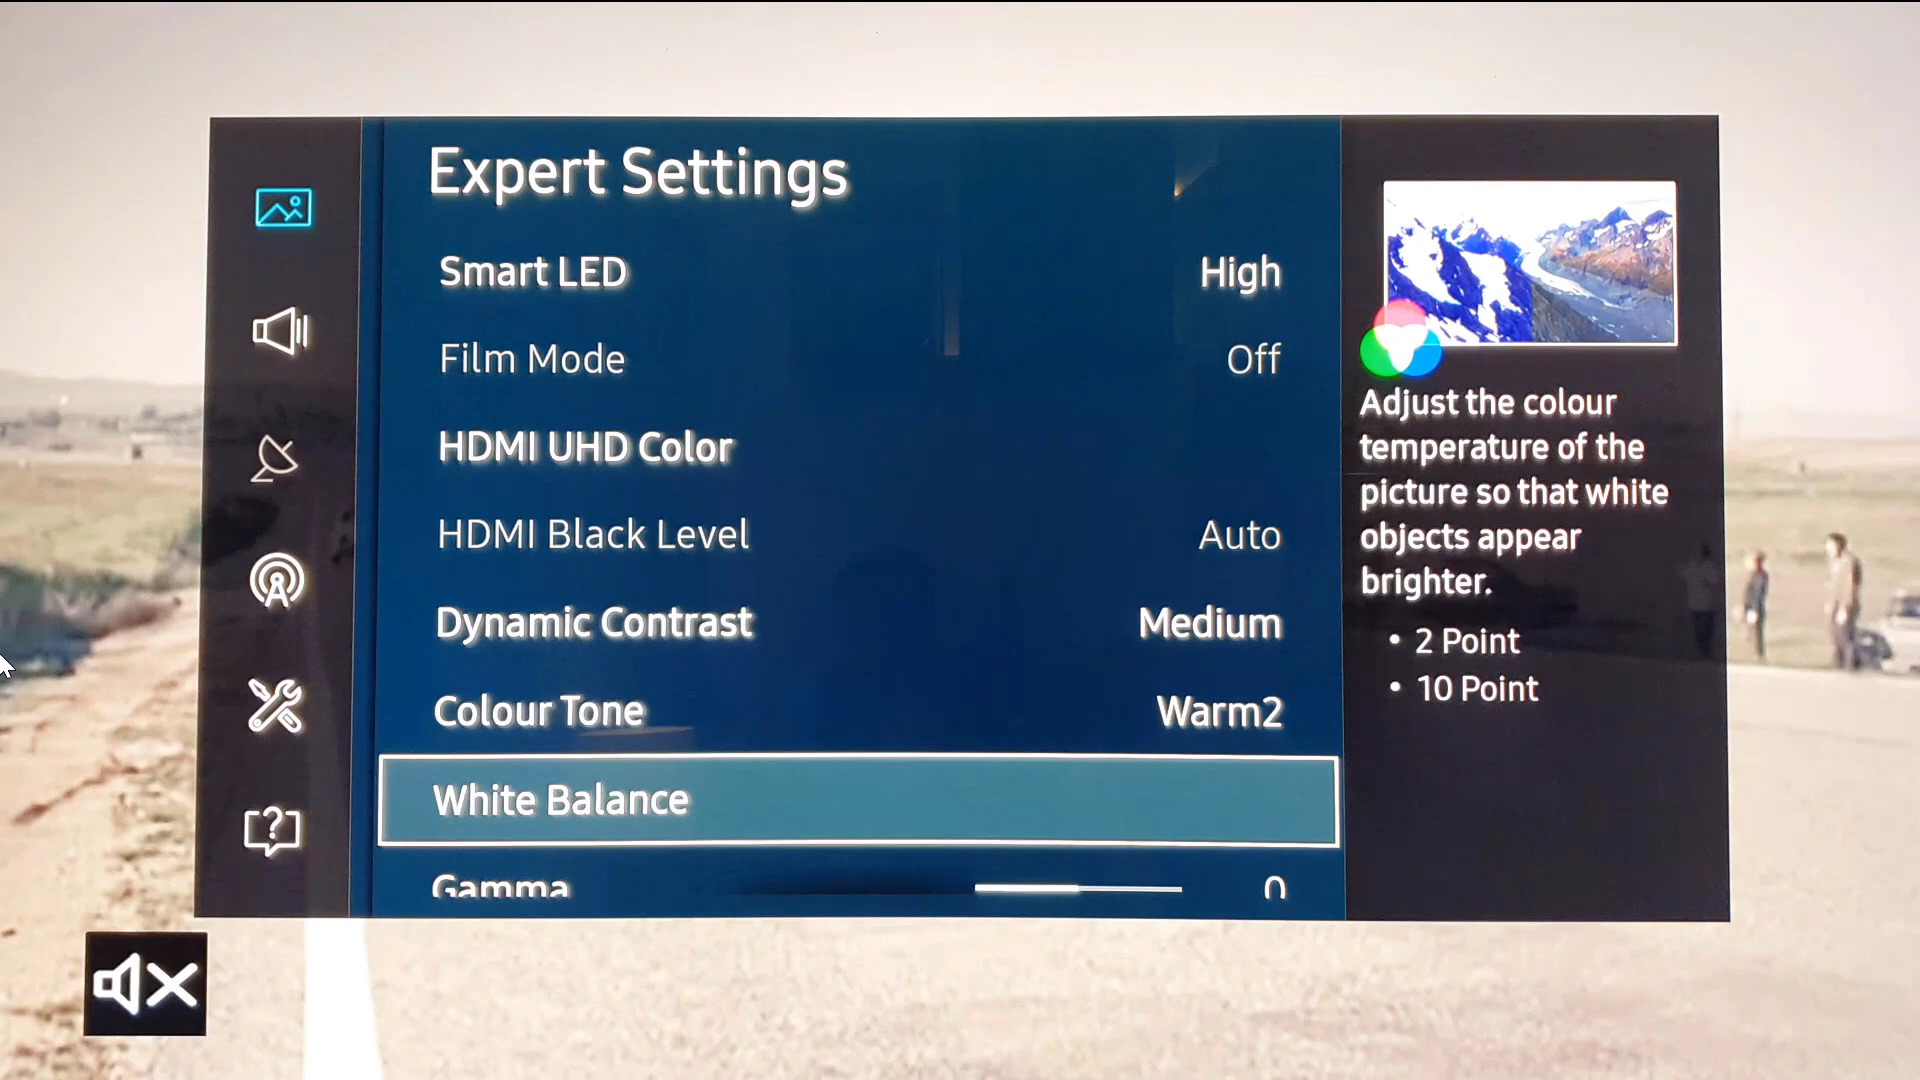 Expert Settings
Smart LED High
Film Mode Off
HDMI UHD Color
HDMI Black Level Auto
Dynamic Contrast Medium
Colour Tone Warm2
White Balance
Gamma 0
Adjust the colour
temperature of the
picture so that white
objects appear
brighter.
• 2 Point
• 10 Point